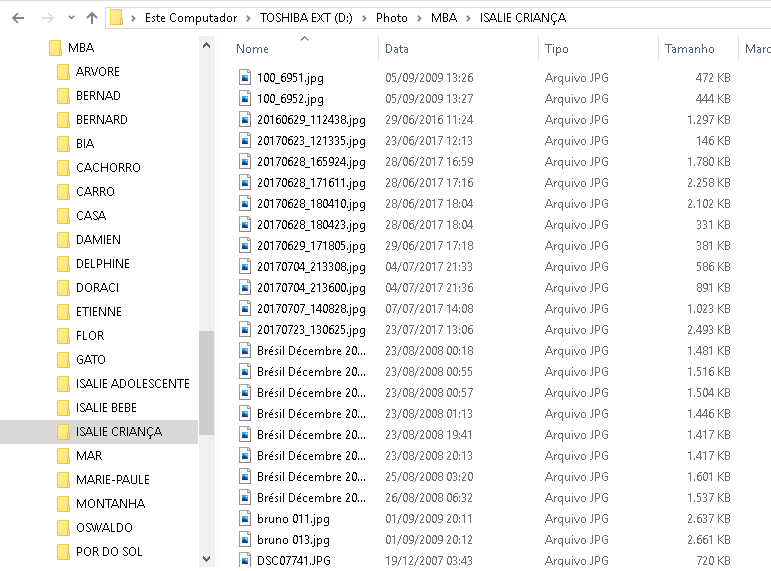 Este Computador > TOSHIBA EXT (D:) > Photo > MBA > ISALIE CRIANÇA
MBA
ARVORE
BERNAD
BERNARD
BIA
CACHORRO
CARRO
CASA
DAMIEN
DELPHINE
DORACI
ETIENNE
FLOR
GATO
ISALIE ADOLESCENTE
ISALIE BEBE
ISALIE CRIANÇA
MAR
MARIE-PAULE
MONTANHA
OSWALDO
POR DO SOL
Nome Data Tipo Tamanho Marc
100_6951.jpg 05/09/2009 13:26 Arquivo JPG 472 KB
100_6952.jpg 05/09/2009 13:27 Arquivo JPG 444 KB
20160629_112438.jpg 29/06/2016 11:24 Arquivo JPG 1.297 KB
20170623_121335.jpg 23/06/2017 12:13 Arquivo JPG 146 KB
20170628_165924.jpg 28/06/2017 16:59 Arquivo JPG 1.780 KB
20170628_171611.jpg 28/06/2017 17:16 Arquivo JPG 2.258 KB
20170628_180410.jpg 28/06/2017 18:04 Arquivo JPG 2.102 KB
20170628_180423.jpg 28/06/2017 18:04 Arquivo JPG 331 KB
20170629_171805.jpg 29/06/2017 17:18 Arquivo JPG 381 KB
20170704_213308.jpg 04/07/2017 21:33 Arquivo JPG 586 KB
20170704_213600.jpg 04/07/2017 21:36 Arquivo JPG 891 KB
20170707_140828.jpg 07/07/2017 14:08 Arquivo JPG 1.023 KB
20170723_130625.jpg 23/07/2017 13:06 Arquivo JPG 2.493 KB
Brésil Décembre 20... 23/08/2008 00:18 Arquivo JPG 1.481 KB
Brésil Décembre 20... 23/08/2008 00:55 Arquivo JPG 1.516 KB
Brésil Décembre 20... 23/08/2008 00:57 Arquivo JPG 1.504 KB
Brésil Décembre 20... 23/08/2008 01:13 Arquivo JPG 1.446 KB
Brésil Décembre 20... 23/08/2008 19:41 Arquivo JPG 1.417 KB
Brésil Décembre 20... 23/08/2008 20:13 Arquivo JPG 1.417 KB
Brésil Décembre 20... 25/08/2008 03:20 Arquivo JPG 1.601 KB
Brésil Décembre 20... 26/08/2008 06:32 Arquivo JPG 1.537 KB
bruno 011.jpg 01/09/2009 20:11 Arquivo JPG 2.637 KB
bruno 013.jpg 01/09/2009 20:12 Arquivo JPG 2.661 KB
DSC07741.JPG 19/12/2007 03:43 Arquivo JPG 720 KB